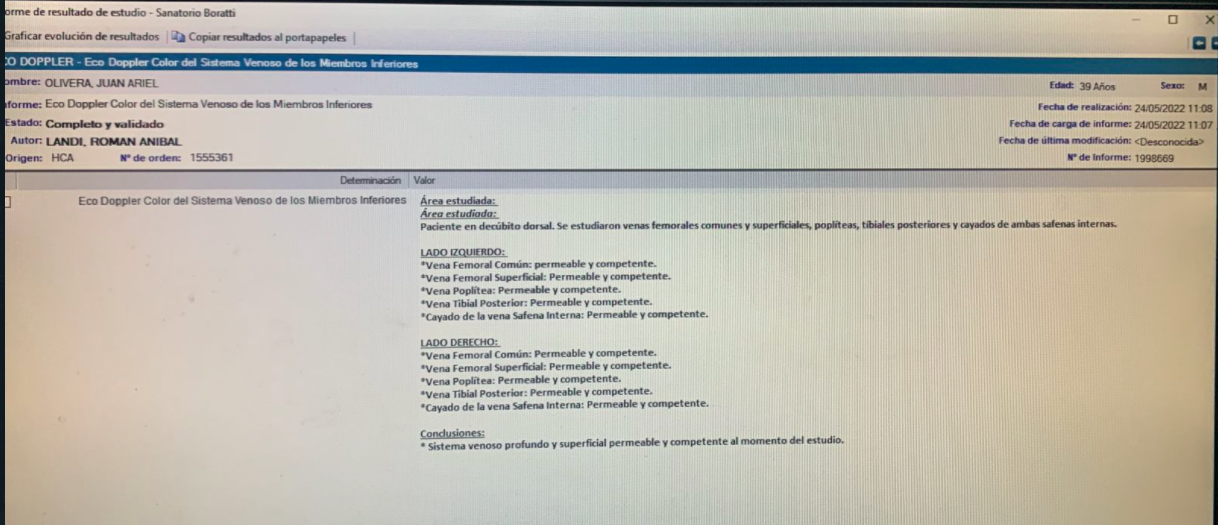 orme de resultado de estudio - Sanatorio Boratti
Graficar evolución de resultados Copiar resultados al portapapeles
CO DOPPLER - Eco Doppler Color del Sistema Venoso de los Miembros Inferiores
ombre: OLIVERA, JUAN ARIEL
Edad: 39 Años Sexo: M
nforme: Eco Doppler Color del Sistema Venoso de los Miembros Inferiores
Fecha de realización: 24/05/2022 11:08
Estado: Completo y validado
Fecha de carga de informe: 24/05/2022 11:07
Autor: LANDI, ROMAN ANIBAL
Fecha de última modificación: <Desconocida>
Origen: HCA N° de orden: 1555361
N° de Informe: 1998669
Determinación Valor
Eco Doppler Color del Sistema Venoso de los Miembros Inferiores
Área estudiada:
Área estudiada:
Paciente en decúbito dorsal. Se estudiaron venas femorales comunes y superficiales, poplíteas, tibiales posteriores y cayados de ambas safenas internas.
LADO IZQUIERDO:
*Vena Femoral Común: permeable y competente.
*Vena Femoral Superficial: Permeable y competente.
*Vena Poplítea: Permeable y competente.
*Vena Tibial Posterior: Permeable y competente.
*Cayado de la vena Safena Interna: Permeable y competente.
LADO DERECHO:
*Vena Femoral Común: Permeable y competente.
*Vena Femoral Superficial: Permeable y competente.
*Vena Poplítea: Permeable y competente.
*Vena Tibial Posterior: Permeable y competente.
*Cayado de la vena Safena Interna: Permeable y competente.
Conclusiones:
* Sistema venoso profundo y superficial permeable y competente al momento del estudio.